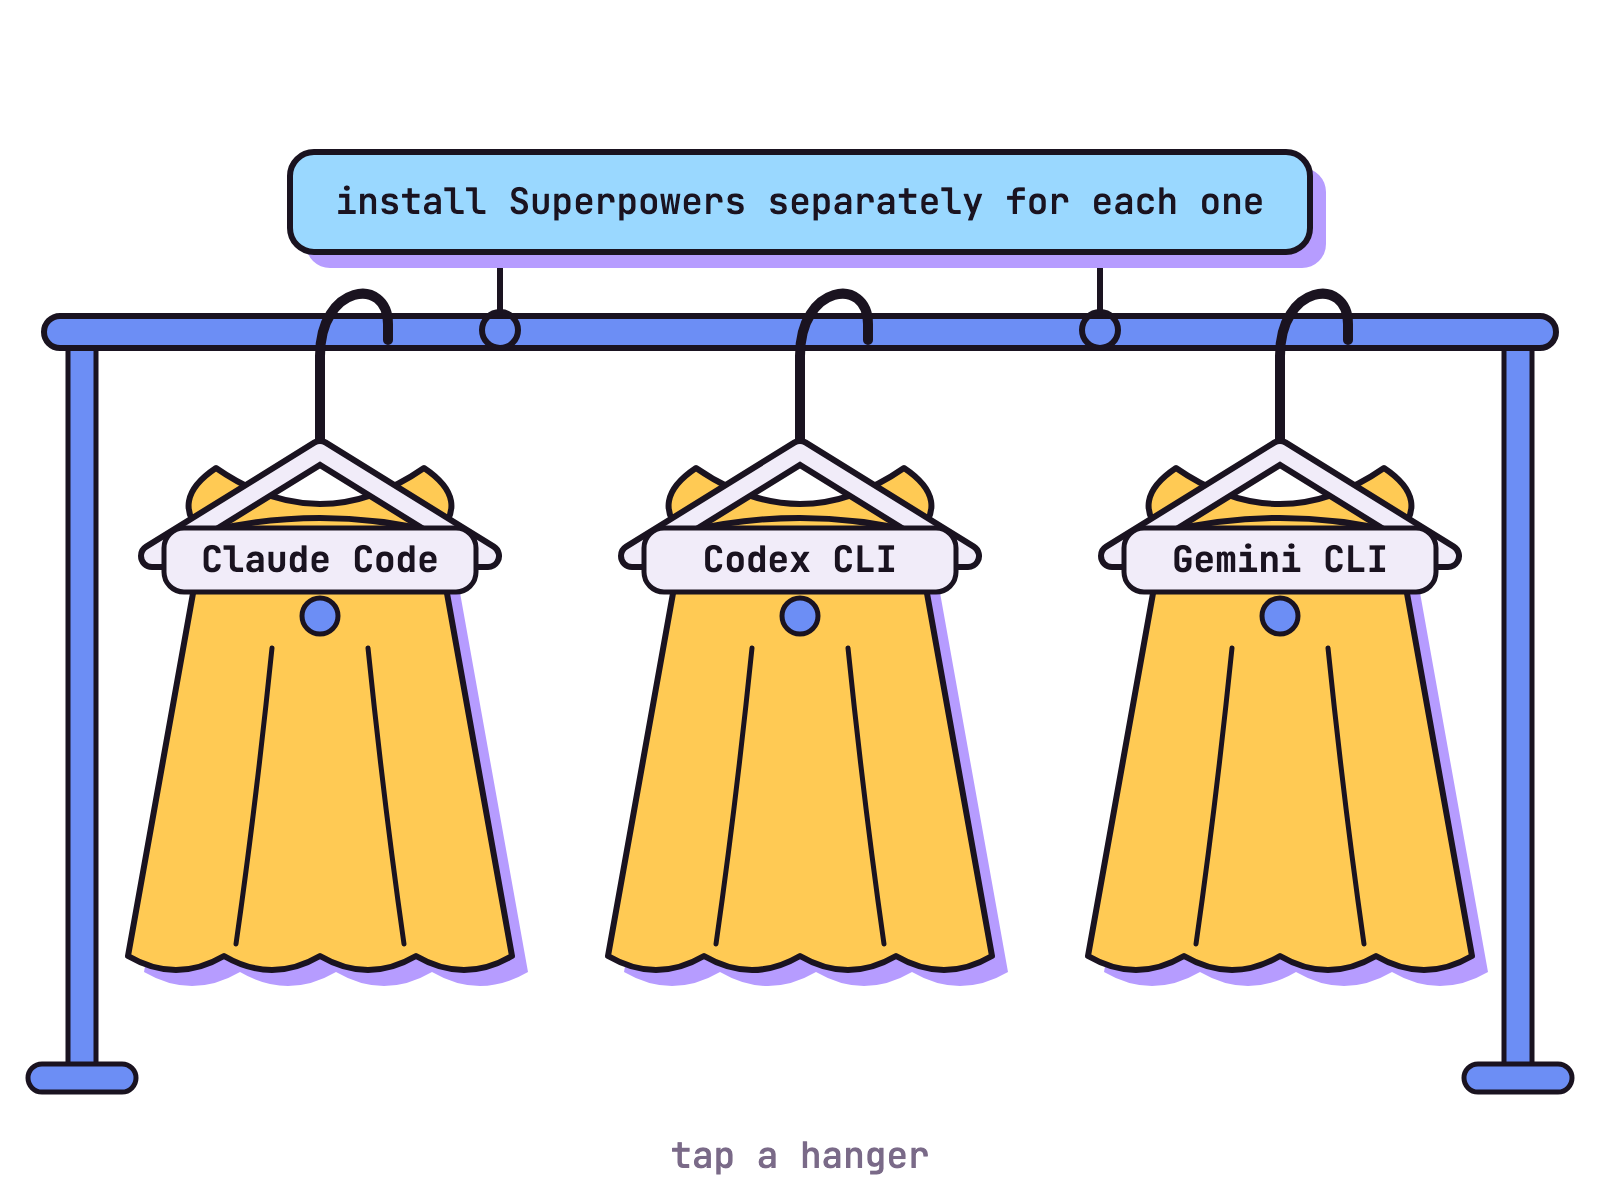 install Superpowers separately for each one
Claude Code
Codex CLI
Gemini CLI
tap a hanger